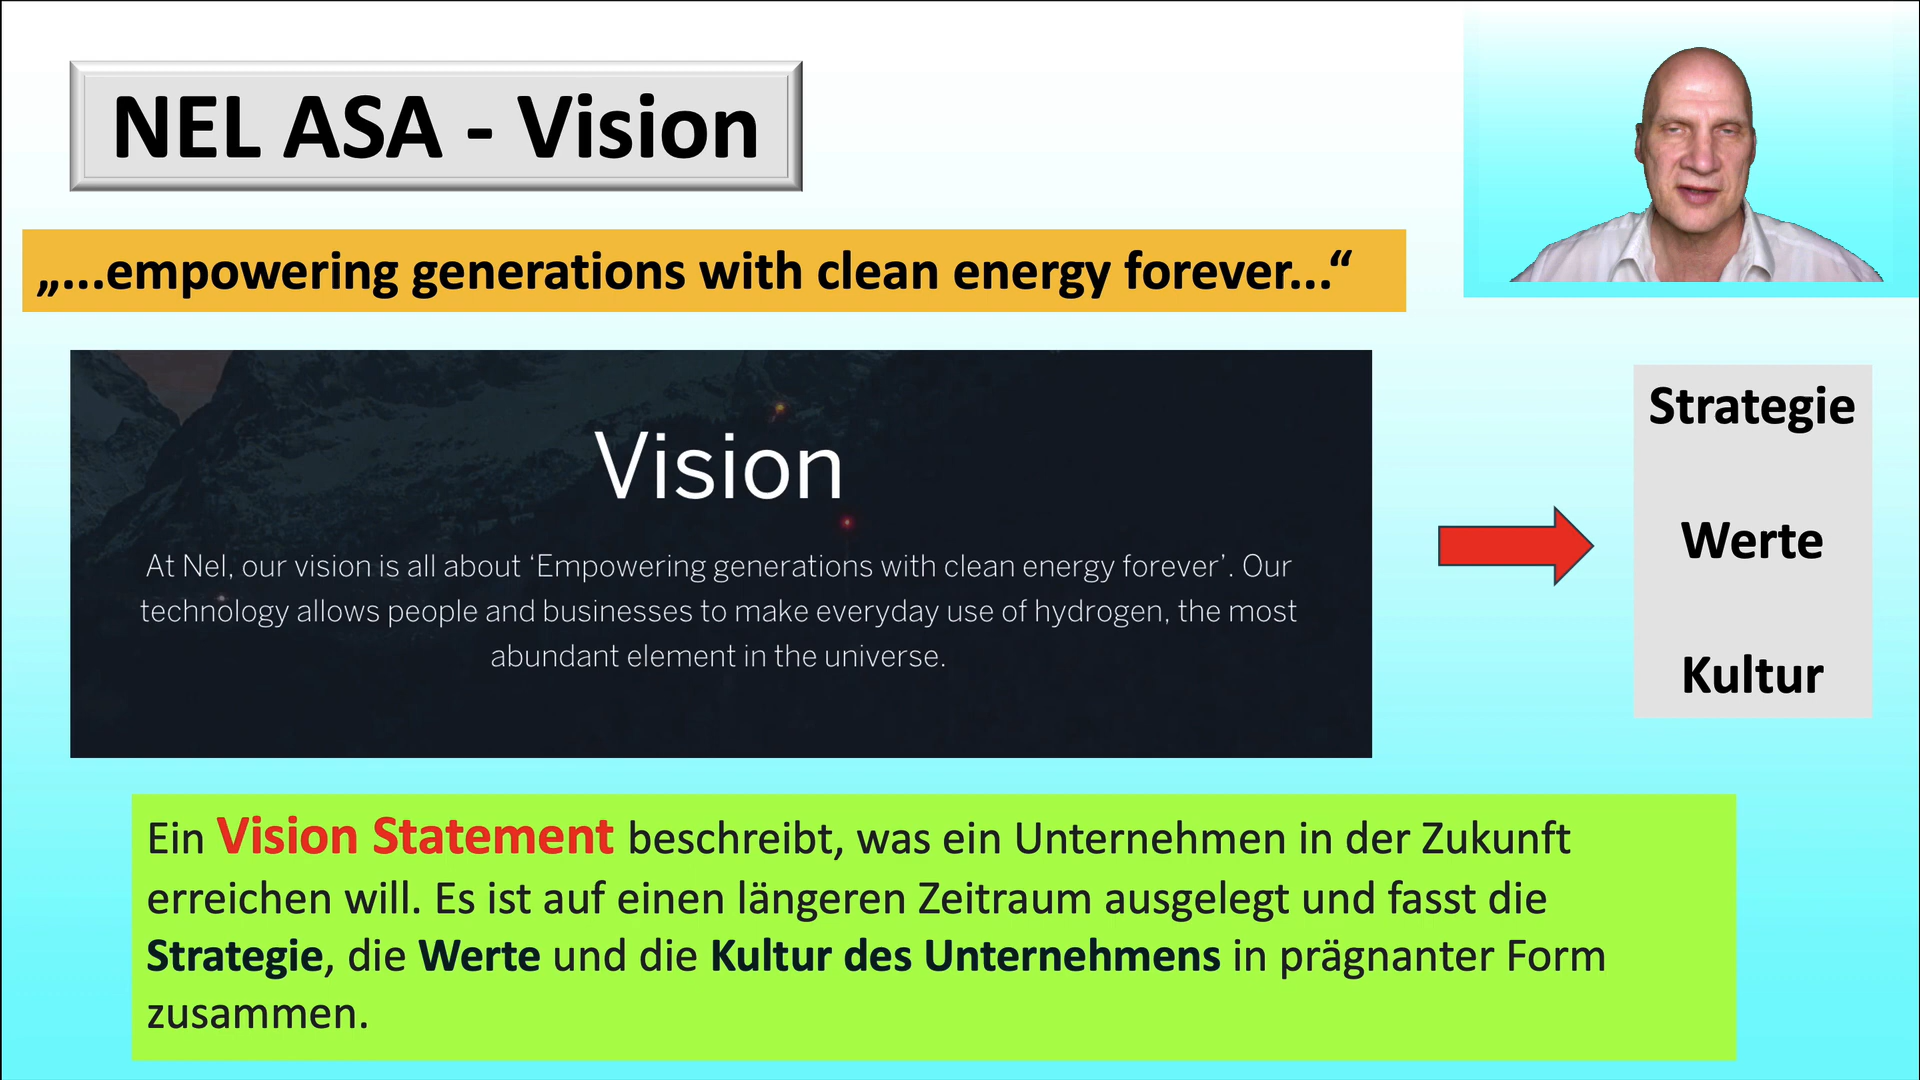 NEL ASA - Vision
„...empowering generations with clean energy forever...“
Vision
At Nel, our vision is all about ‘Empowering generations with clean energy forever’. Our
technology allows people and businesses to make everyday use of hydrogen, the most
abundant element in the universe.
Strategie
Werte
Kultur
Ein Vision Statement beschreibt, was ein Unternehmen in der Zukunft
erreichen will. Es ist auf einen längeren Zeitraum ausgelegt und fasst die
Strategie, die Werte und die Kultur des Unternehmens in prägnanter Form
zusammen.